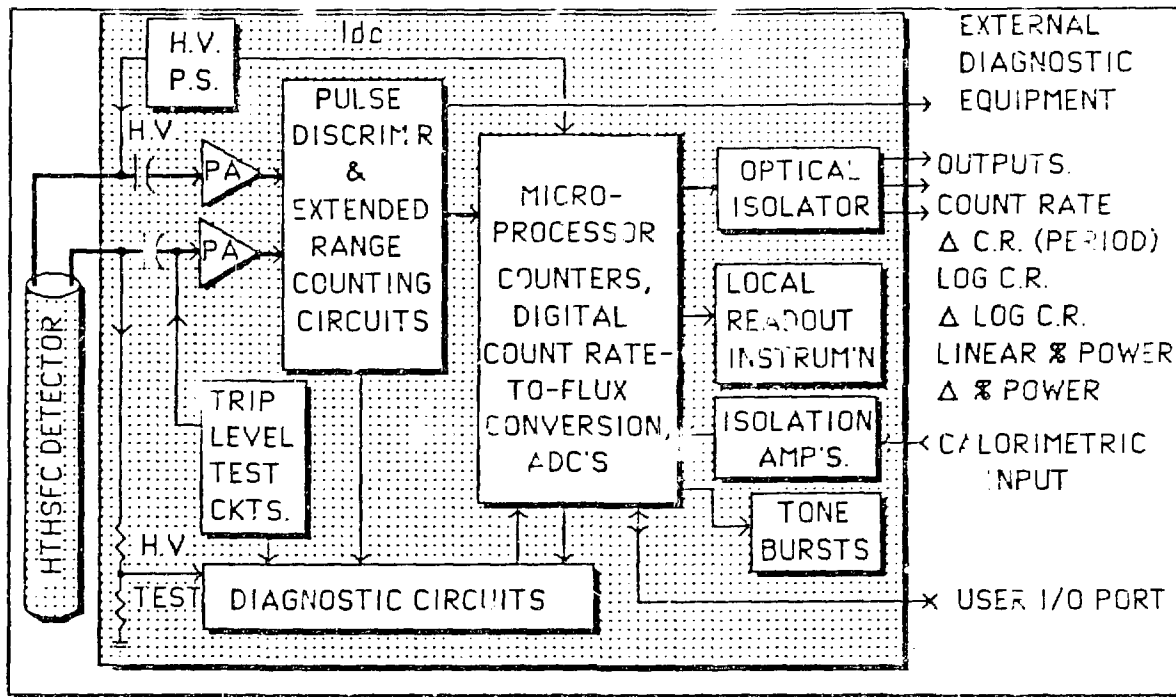 H.V.
P.S.
Idc
H.V.
PA
PA
HTHSFC DETECTOR
PULSE
DISCRIM'R
&
EXTENDED
RANGE
COUNTING
CIRCUITS
TRIP
LEVEL
TEST
CKTS.
H.V.
TEST
DIAGNOSTIC CIRCUITS
MICRO-
PROCESSOR
COUNTERS,
DIGITAL
COUNT RATE-
TO-FLUX
CONVERSION,
ADC'S
OPTICAL
ISOLATOR
LOCAL
READOUT
INSTRUM'N
ISOLATION
AMP'S.
TONE
BURSTS
EXTERNAL
DIAGNOSTIC
EQUIPMENT
OUTPUTS.
COUNT RATE
Δ C.R. (PERIOD)
LOG C.R.
Δ LOG C.R.
LINEAR % POWER
Δ % POWER
CALORIMETRIC
INPUT
USER I/O PORT